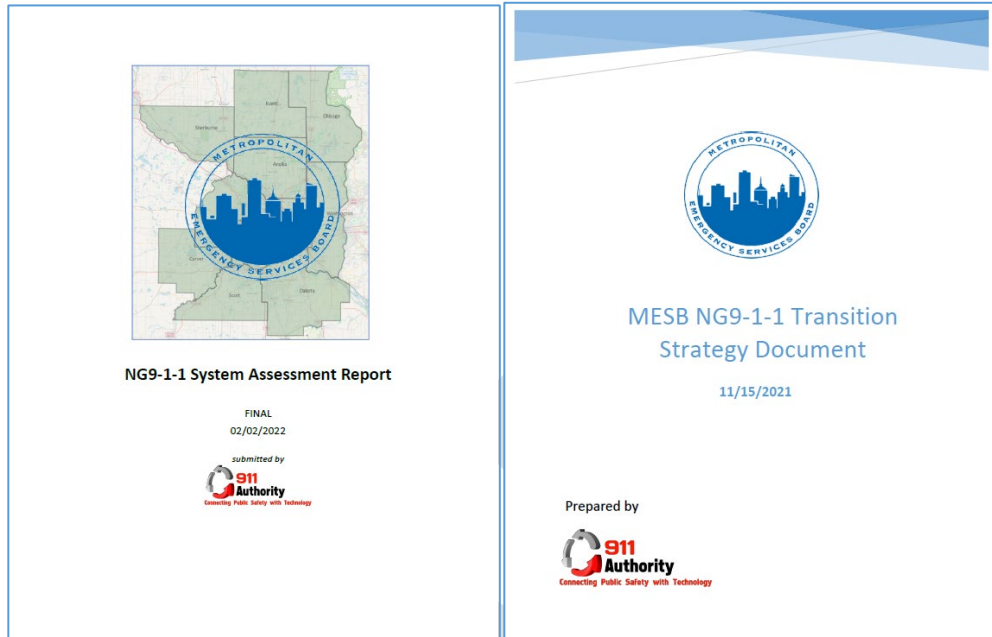 Isanti
Chisago
Sherburne
Anoka
Washington
Carver
Scott
Dakota
METROPOLITAN
EMERGENCY SERVICES BOARD
NG9-1-1 System Assessment Report
FINAL
02/02/2022
submitted by
911
Authority
Connecting Public Safety with Technology
METROPOLITAN
EMERGENCY SERVICES BOARD
MESB NG9-1-1 Transition
Strategy Document
11/15/2021
Prepared by
911
Authority
Connecting Public Safety with Technology